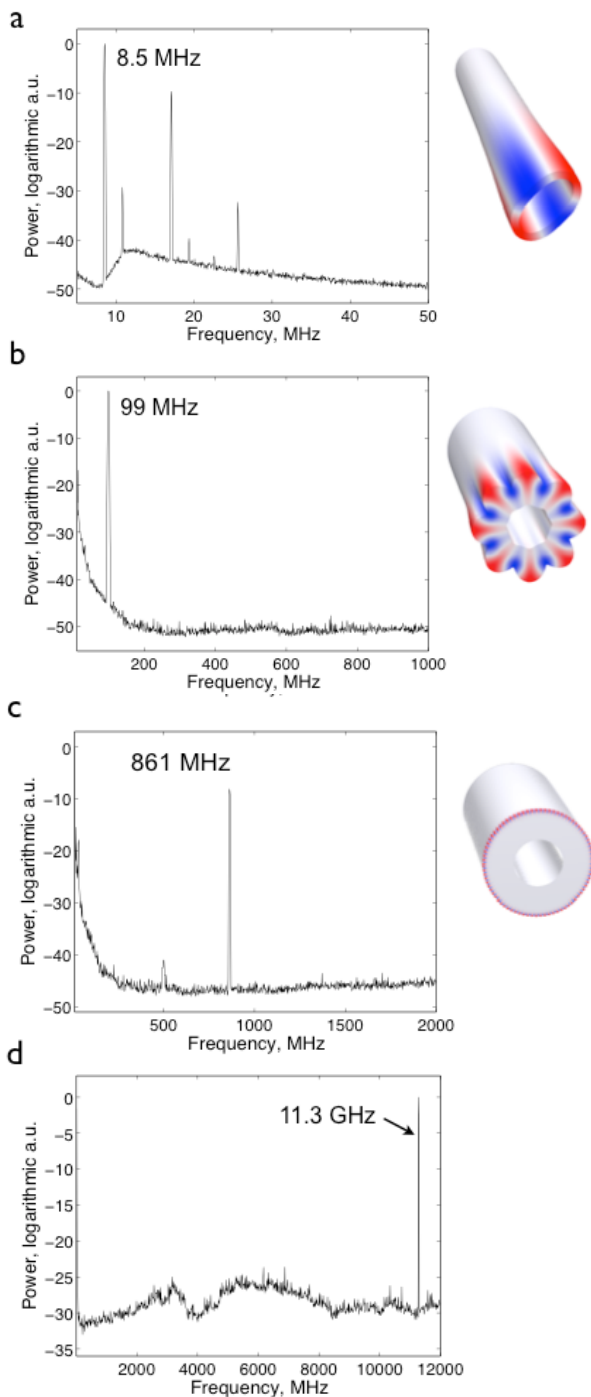 a
Power, logarithmic a.u.
0
−10
−20
−30
−40
−50
8.5 MHz
10 20 30 40 50
Frequency, MHz
b
Power, logarithmic a.u.
0
−10
−20
−30
−40
−50
99 MHz
200 400 600 800 1000
c
Power, logarithmic a.u.
0
−10
−20
−30
−40
−50
861 MHz
500 1000 1500 2000
Frequency, MHz
d
Power, logarithmic a.u.
0
−5
−10
−15
−20
−25
−30
−35
11.3 GHz
2000 4000 6000 8000 10000 12000
Frequency, MHz